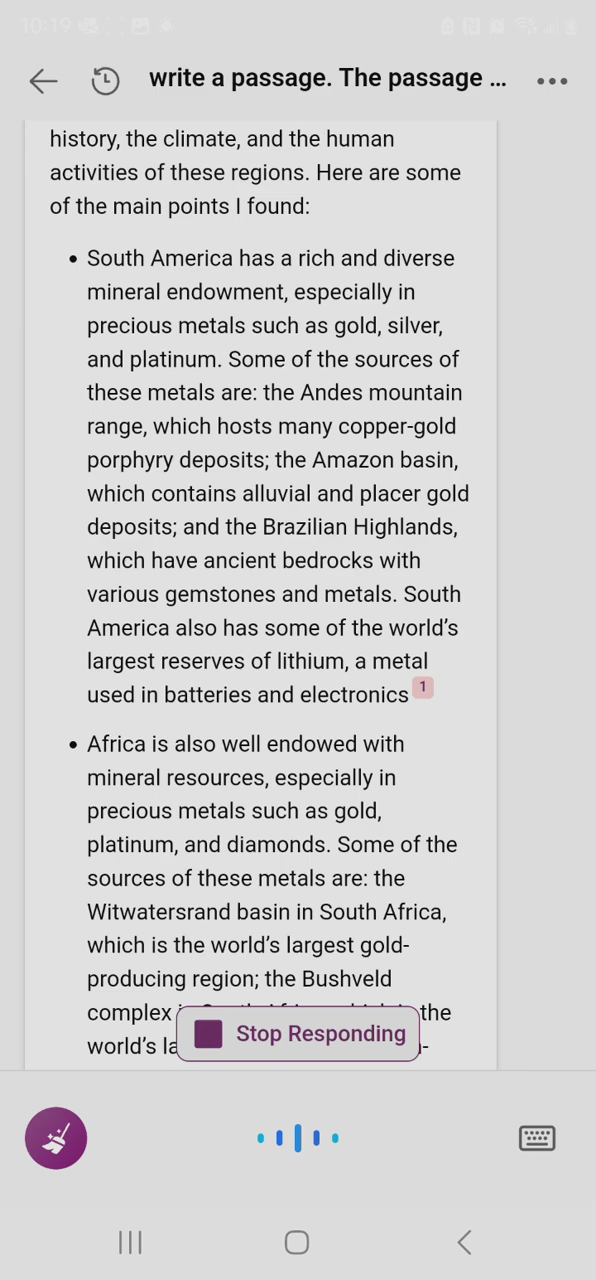 10:19
write a passage. The passage ...
history, the climate, and the human
activities of these regions. Here are some
of the main points I found:
• South America has a rich and diverse
mineral endowment, especially in
precious metals such as gold, silver,
and platinum. Some of the sources of
these metals are: the Andes mountain
range, which hosts many copper-gold
porphyry deposits; the Amazon basin,
which contains alluvial and placer gold
deposits; and the Brazilian Highlands,
which have ancient bedrocks with
various gemstones and metals. South
America also has some of the world's
largest reserves of lithium, a metal
used in batteries and electronics 1
• Africa is also well endowed with
mineral resources, especially in
precious metals such as gold,
platinum, and diamonds. Some of the
sources of these metals are: the
Witwatersrand basin in South Africa,
which is the world's largest gold-
producing region; the Bushveld
complex the
world's
Stop Responding